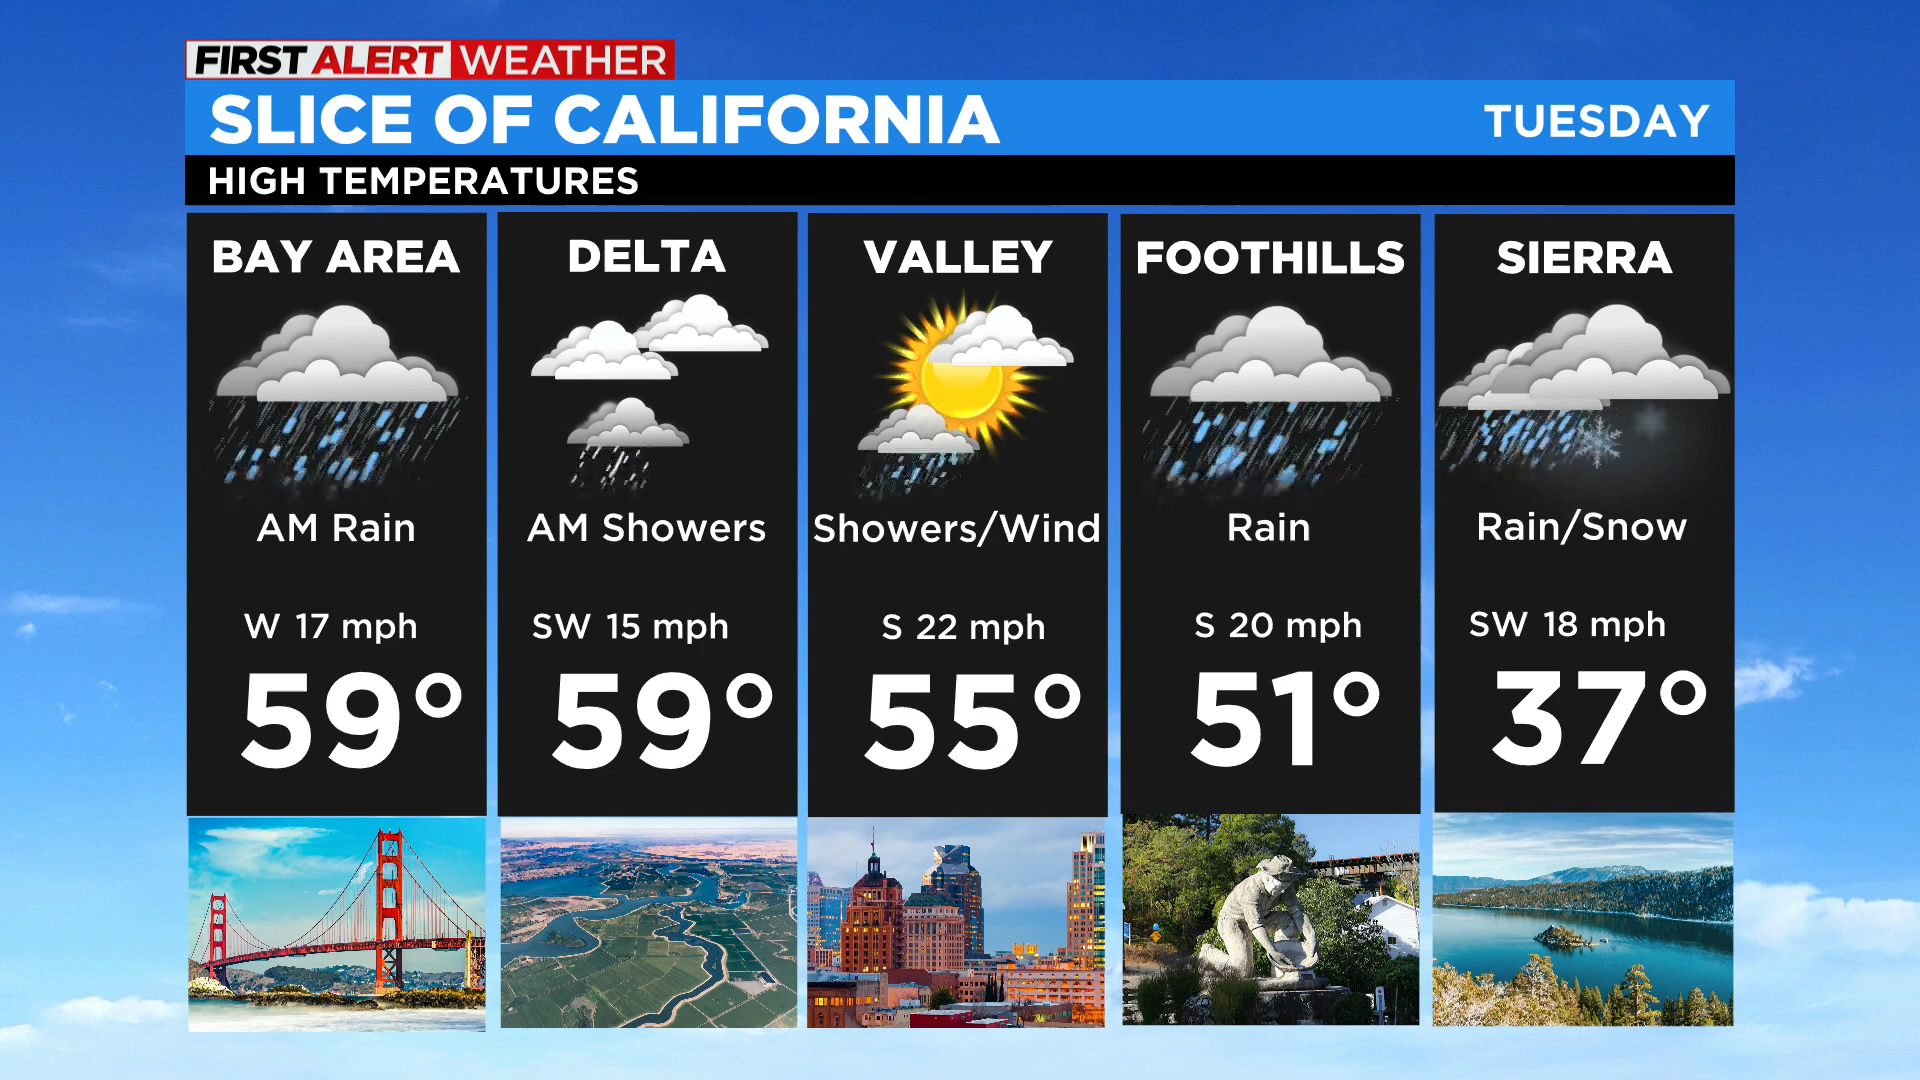 FIRST ALERT WEATHER
SLICE OF CALIFORNIA
TUESDAY
HIGH TEMPERATURES
BAY AREA
AM Rain
W 17 mph
59°
DELTA
AM Showers
SW 15 mph
59°
VALLEY
Showers/Wind
S 22 mph
55°
FOOTHILLS
Rain
S 20 mph
51°
SIERRA
Rain/Snow
SW 18 mph
37°